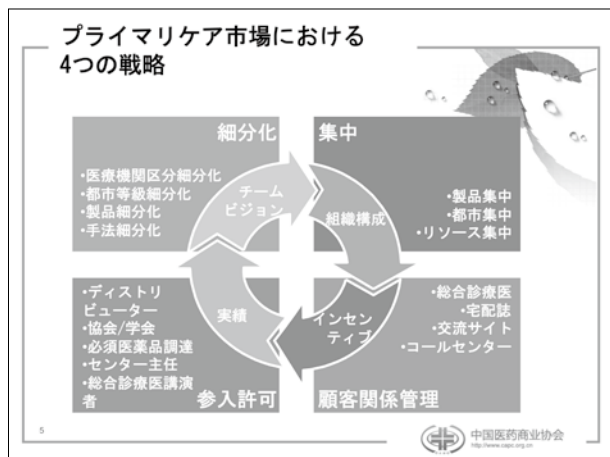 プライマリケア市場における
4つの戦略
細分化
・医療機関区分細分化
・都市等級細分化
・製品細分化
・手法細分化
集中
・製品集中
・都市集中
・リソース集中
チーム
ビジョン
組織構成
実績
インセン
ティブ
・ディストリ
ビューター
・協会/学会
・必須医薬品調達
・センター主任
・総合診療医講演
者
参入許可
・総合診療医
・宅配誌
・交流サイト
・コールセンター
顧客関係管理
5
中国医药商业协会
http://www.capc.org.cn